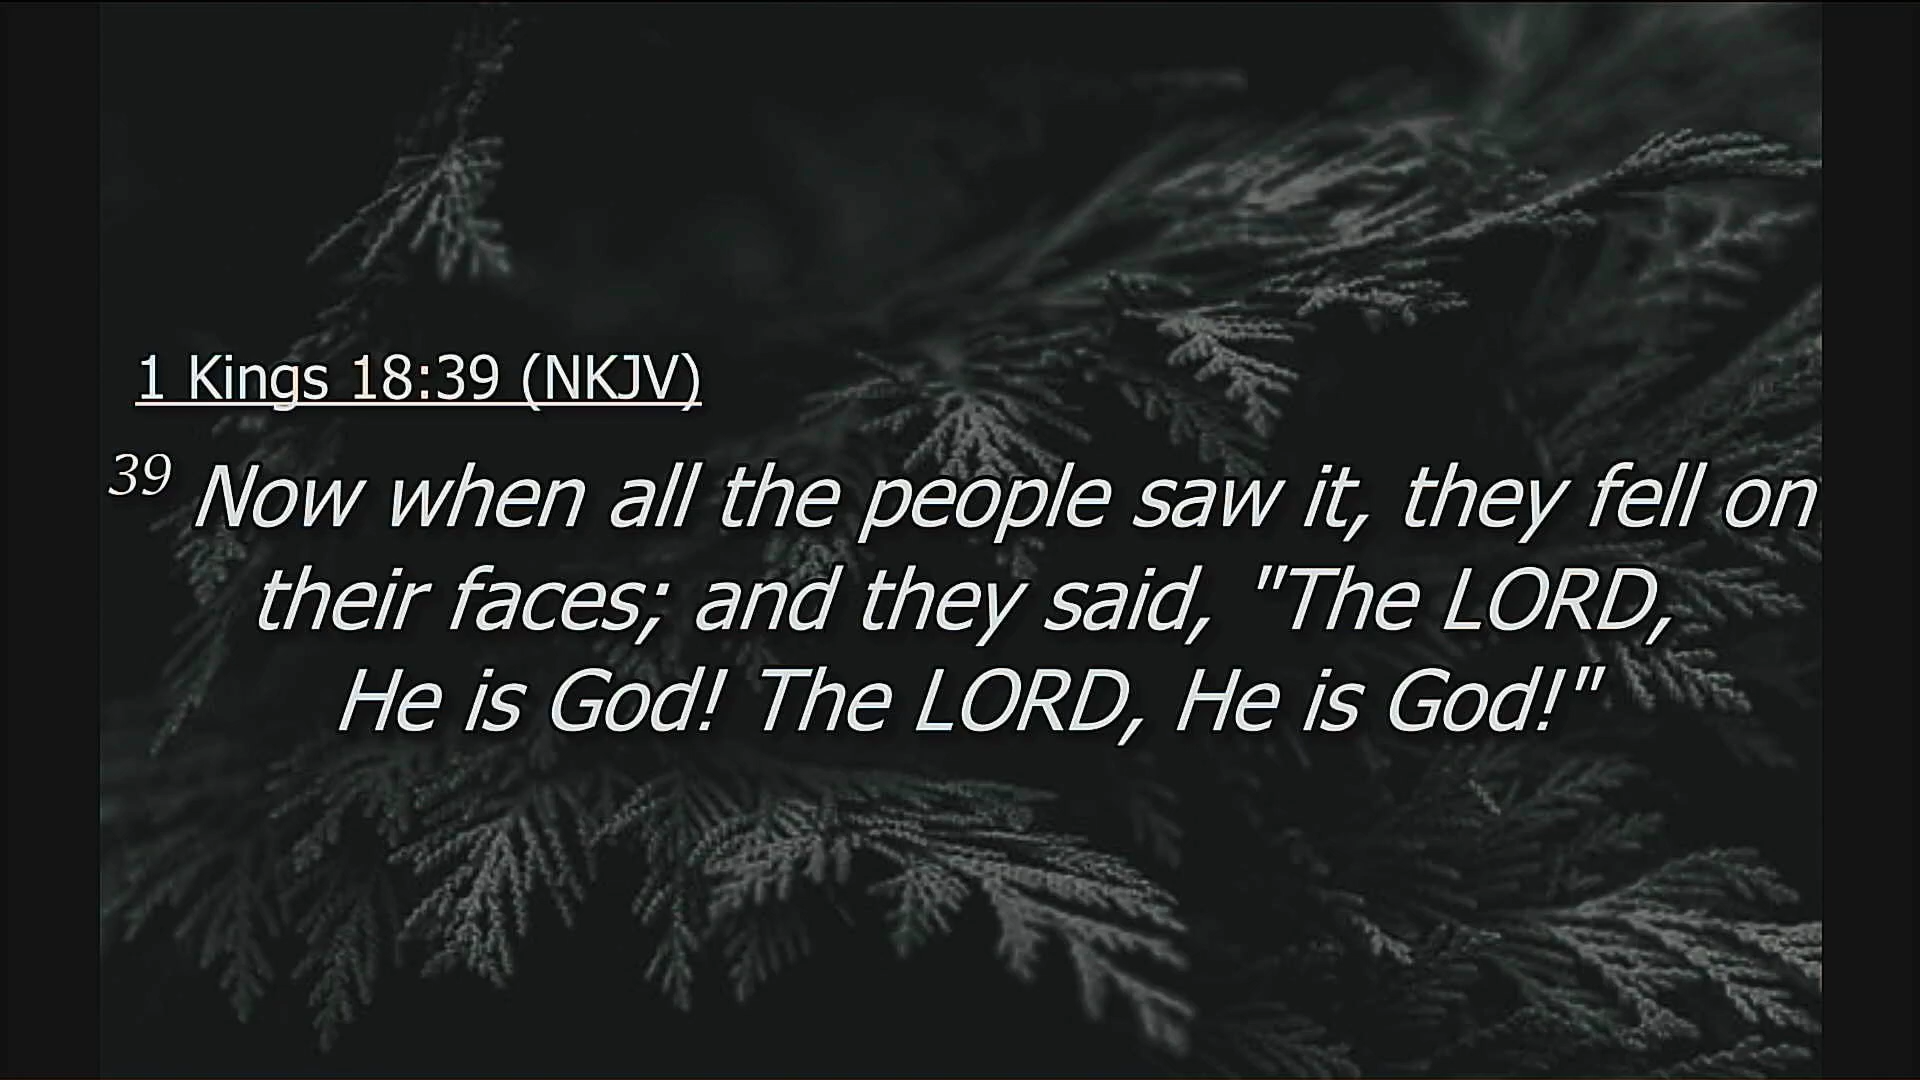 1 Kings 18:39 (NKJV)
39 Now when all the people saw it, they fell on
their faces; and they said, "The LORD,
He is God! The LORD, He is God!"